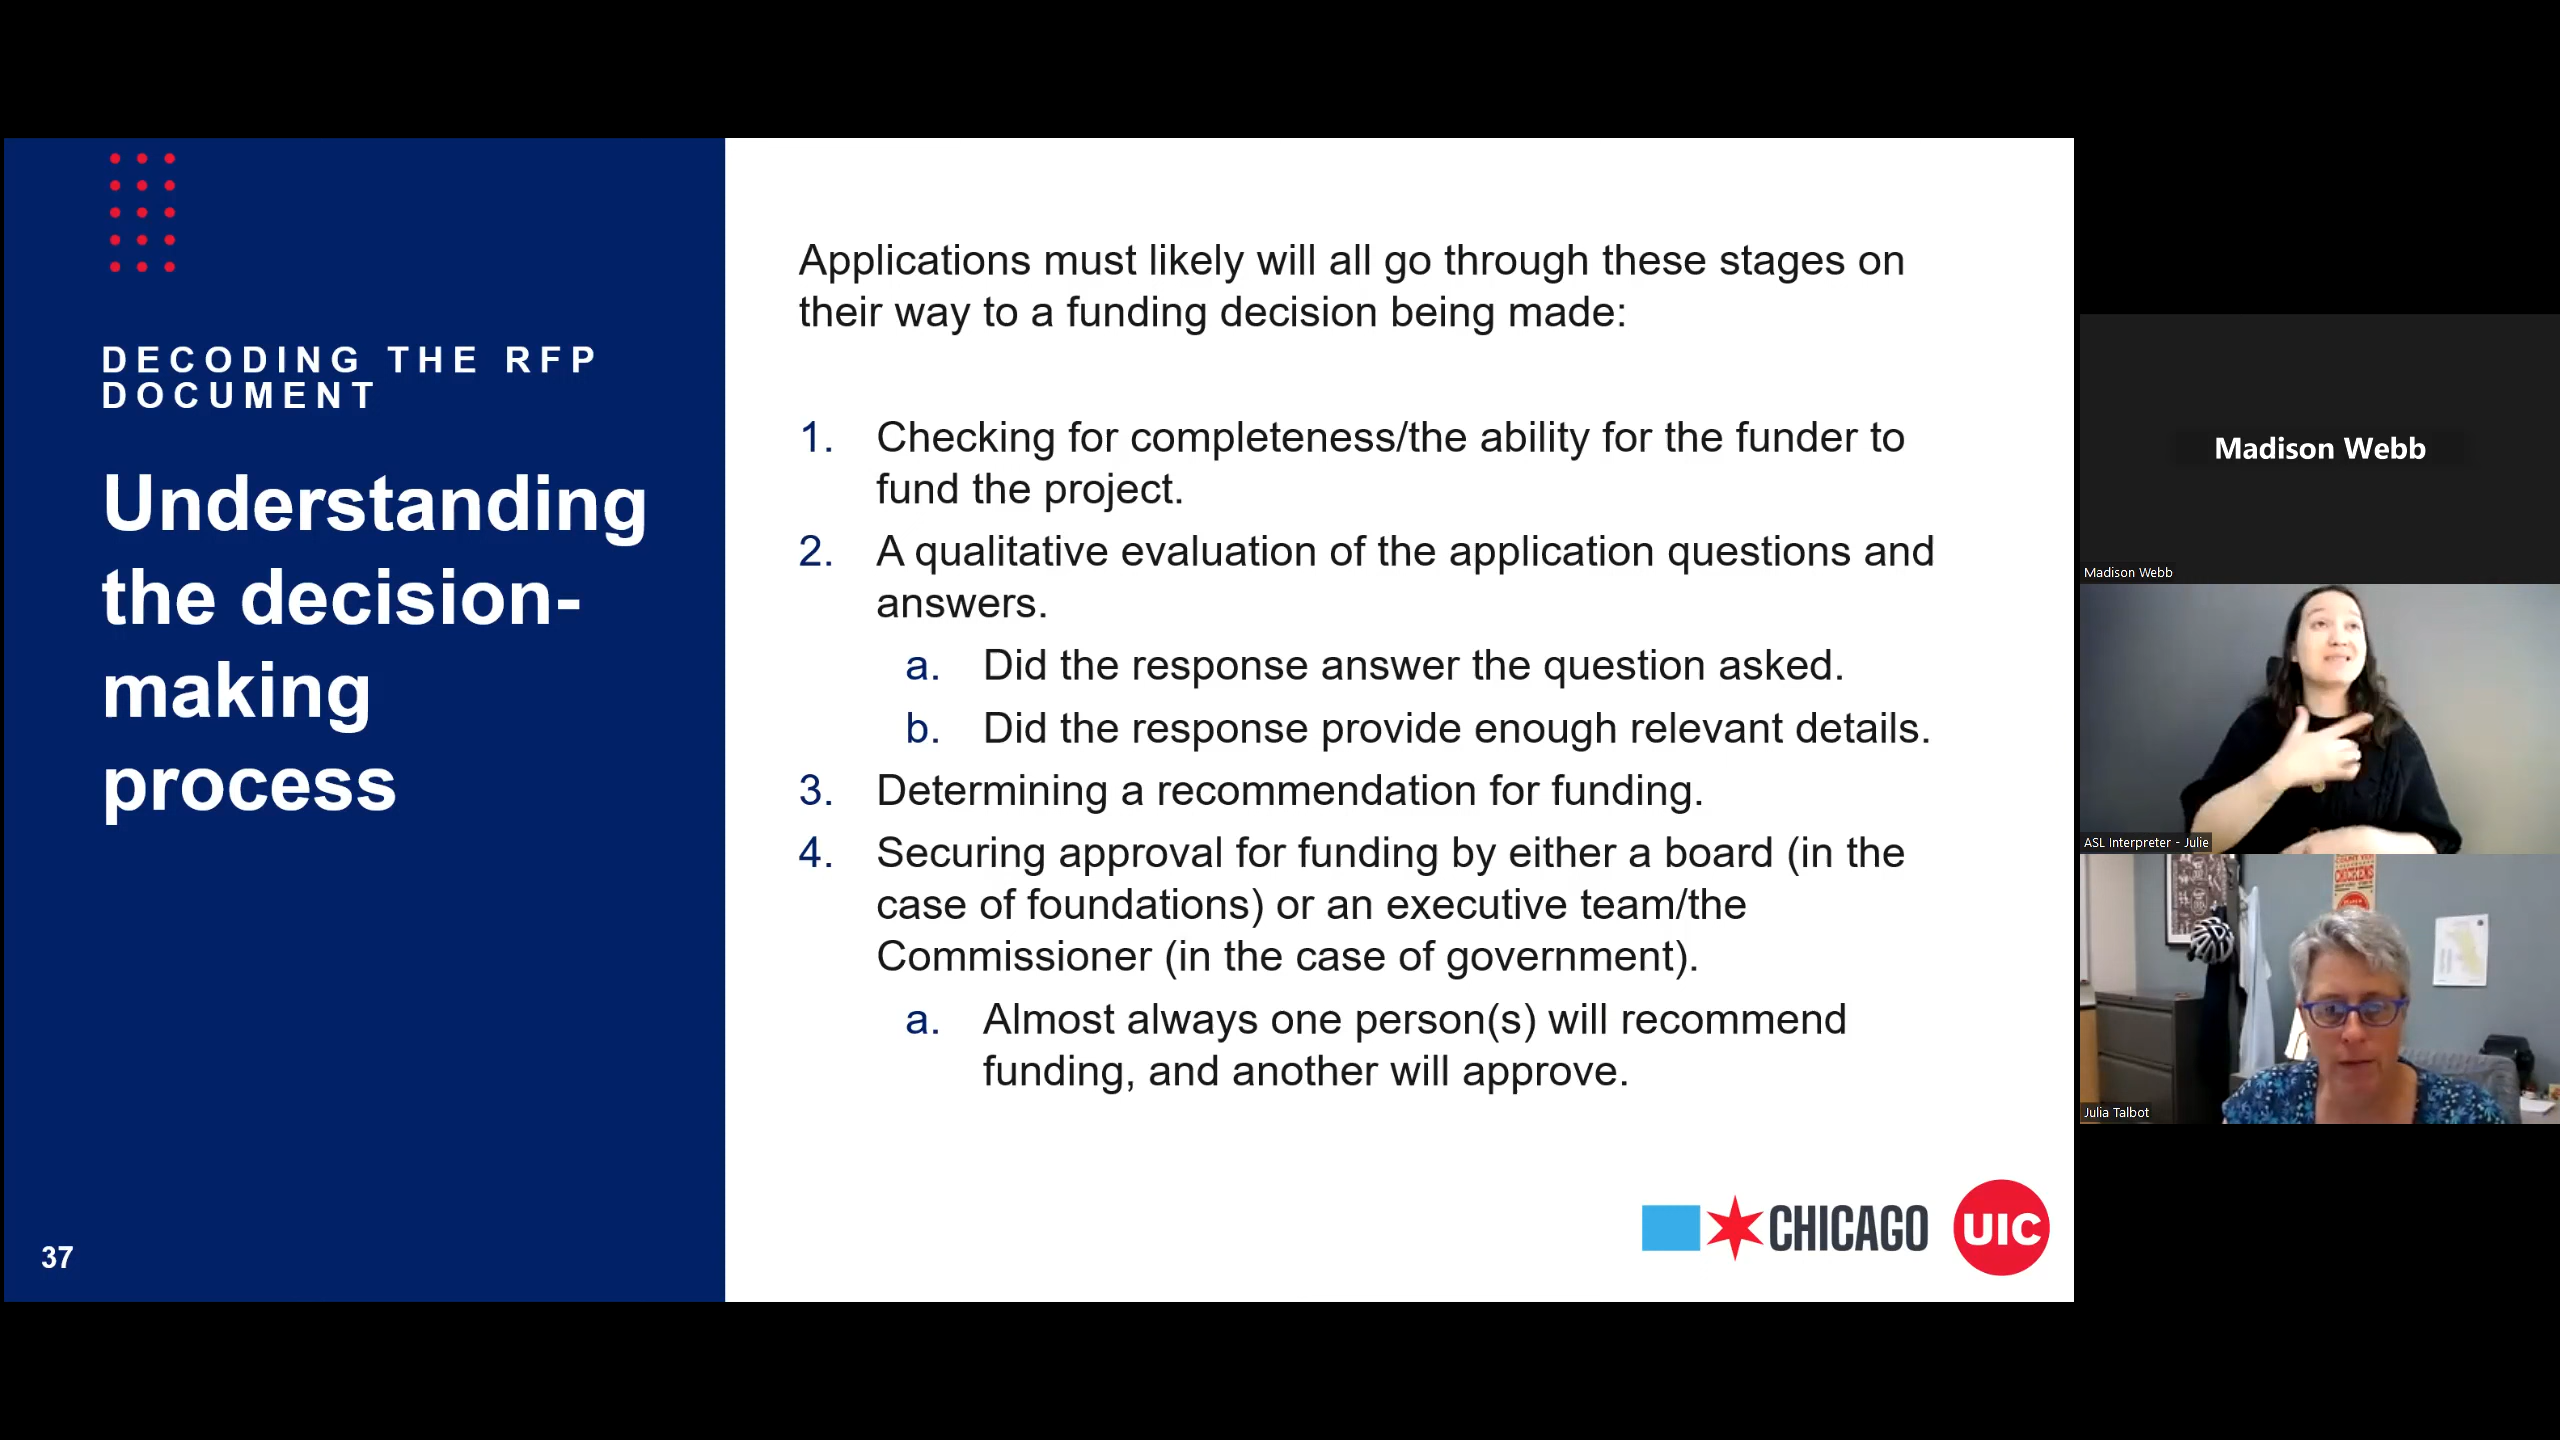 DECODING THE RFP
DOCUMENT
Understanding
the decision-
making
process
37
Applications must likely will all go through these stages on
their way to a funding decision being made:
1. Checking for completeness/the ability for the funder to
fund the project.
2. A qualitative evaluation of the application questions and
answers.
a. Did the response answer the question asked.
b. Did the response provide enough relevant details.
3. Determining a recommendation for funding.
4. Securing approval for funding by either a board (in the
case of foundations) or an executive team/the
Commissioner (in the case of government).
a. Almost always one person(s) will recommend
funding, and another will approve.
CHICAGO
UIC
Madison Webb
Madison Webb
ASL Interpreter - Julie
CHICKENS
Julia Talbot